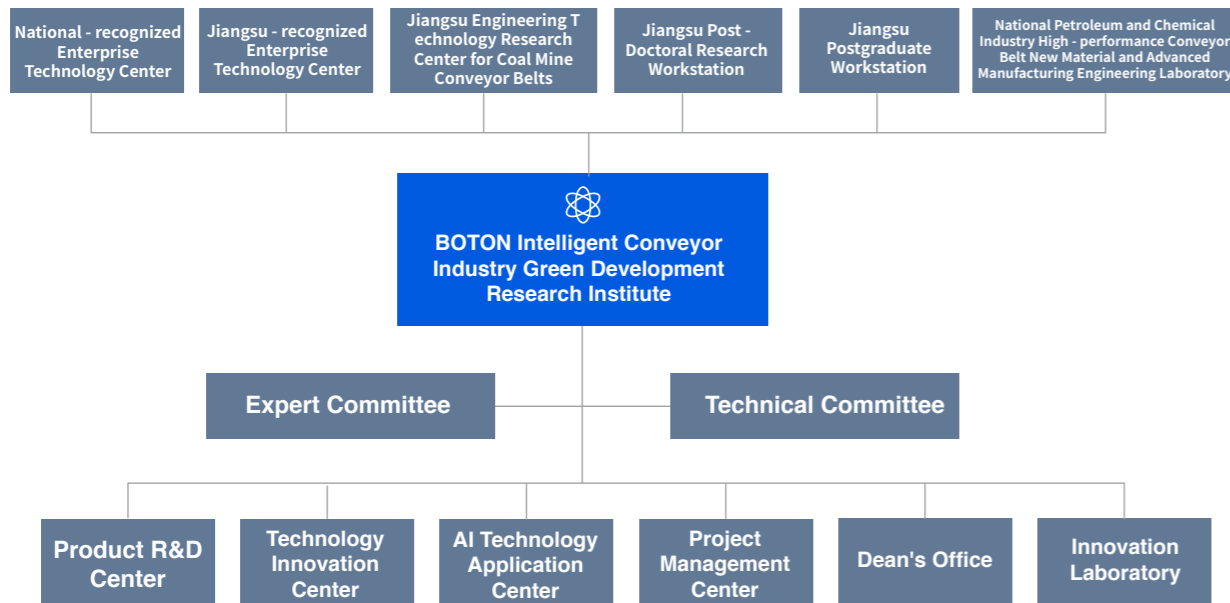 National - recognized
Enterprise
Technology Center
Jiangsu - recognized
Enterprise
Technology Center
Jiangsu Engineering T
echnology Research
Center for Coal Mine
Conveyor Belts
Jiangsu Post -
Doctoral Research
Workstation
Jiangsu
Postgraduate
Workstation
National Petroleum and Chemical
Industry High - performance Conveyor
Belt New Material and Advanced
Manufacturing Engineering Laboratory
BOTON Intelligent Conveyor
Industry Green Development
Research Institute
Expert Committee
Technical Committee
Product R&D
Center
Technology
Innovation
Center
AI Technology
Application
Center
Project
Management
Center
Dean's Office
Innovation
Laboratory